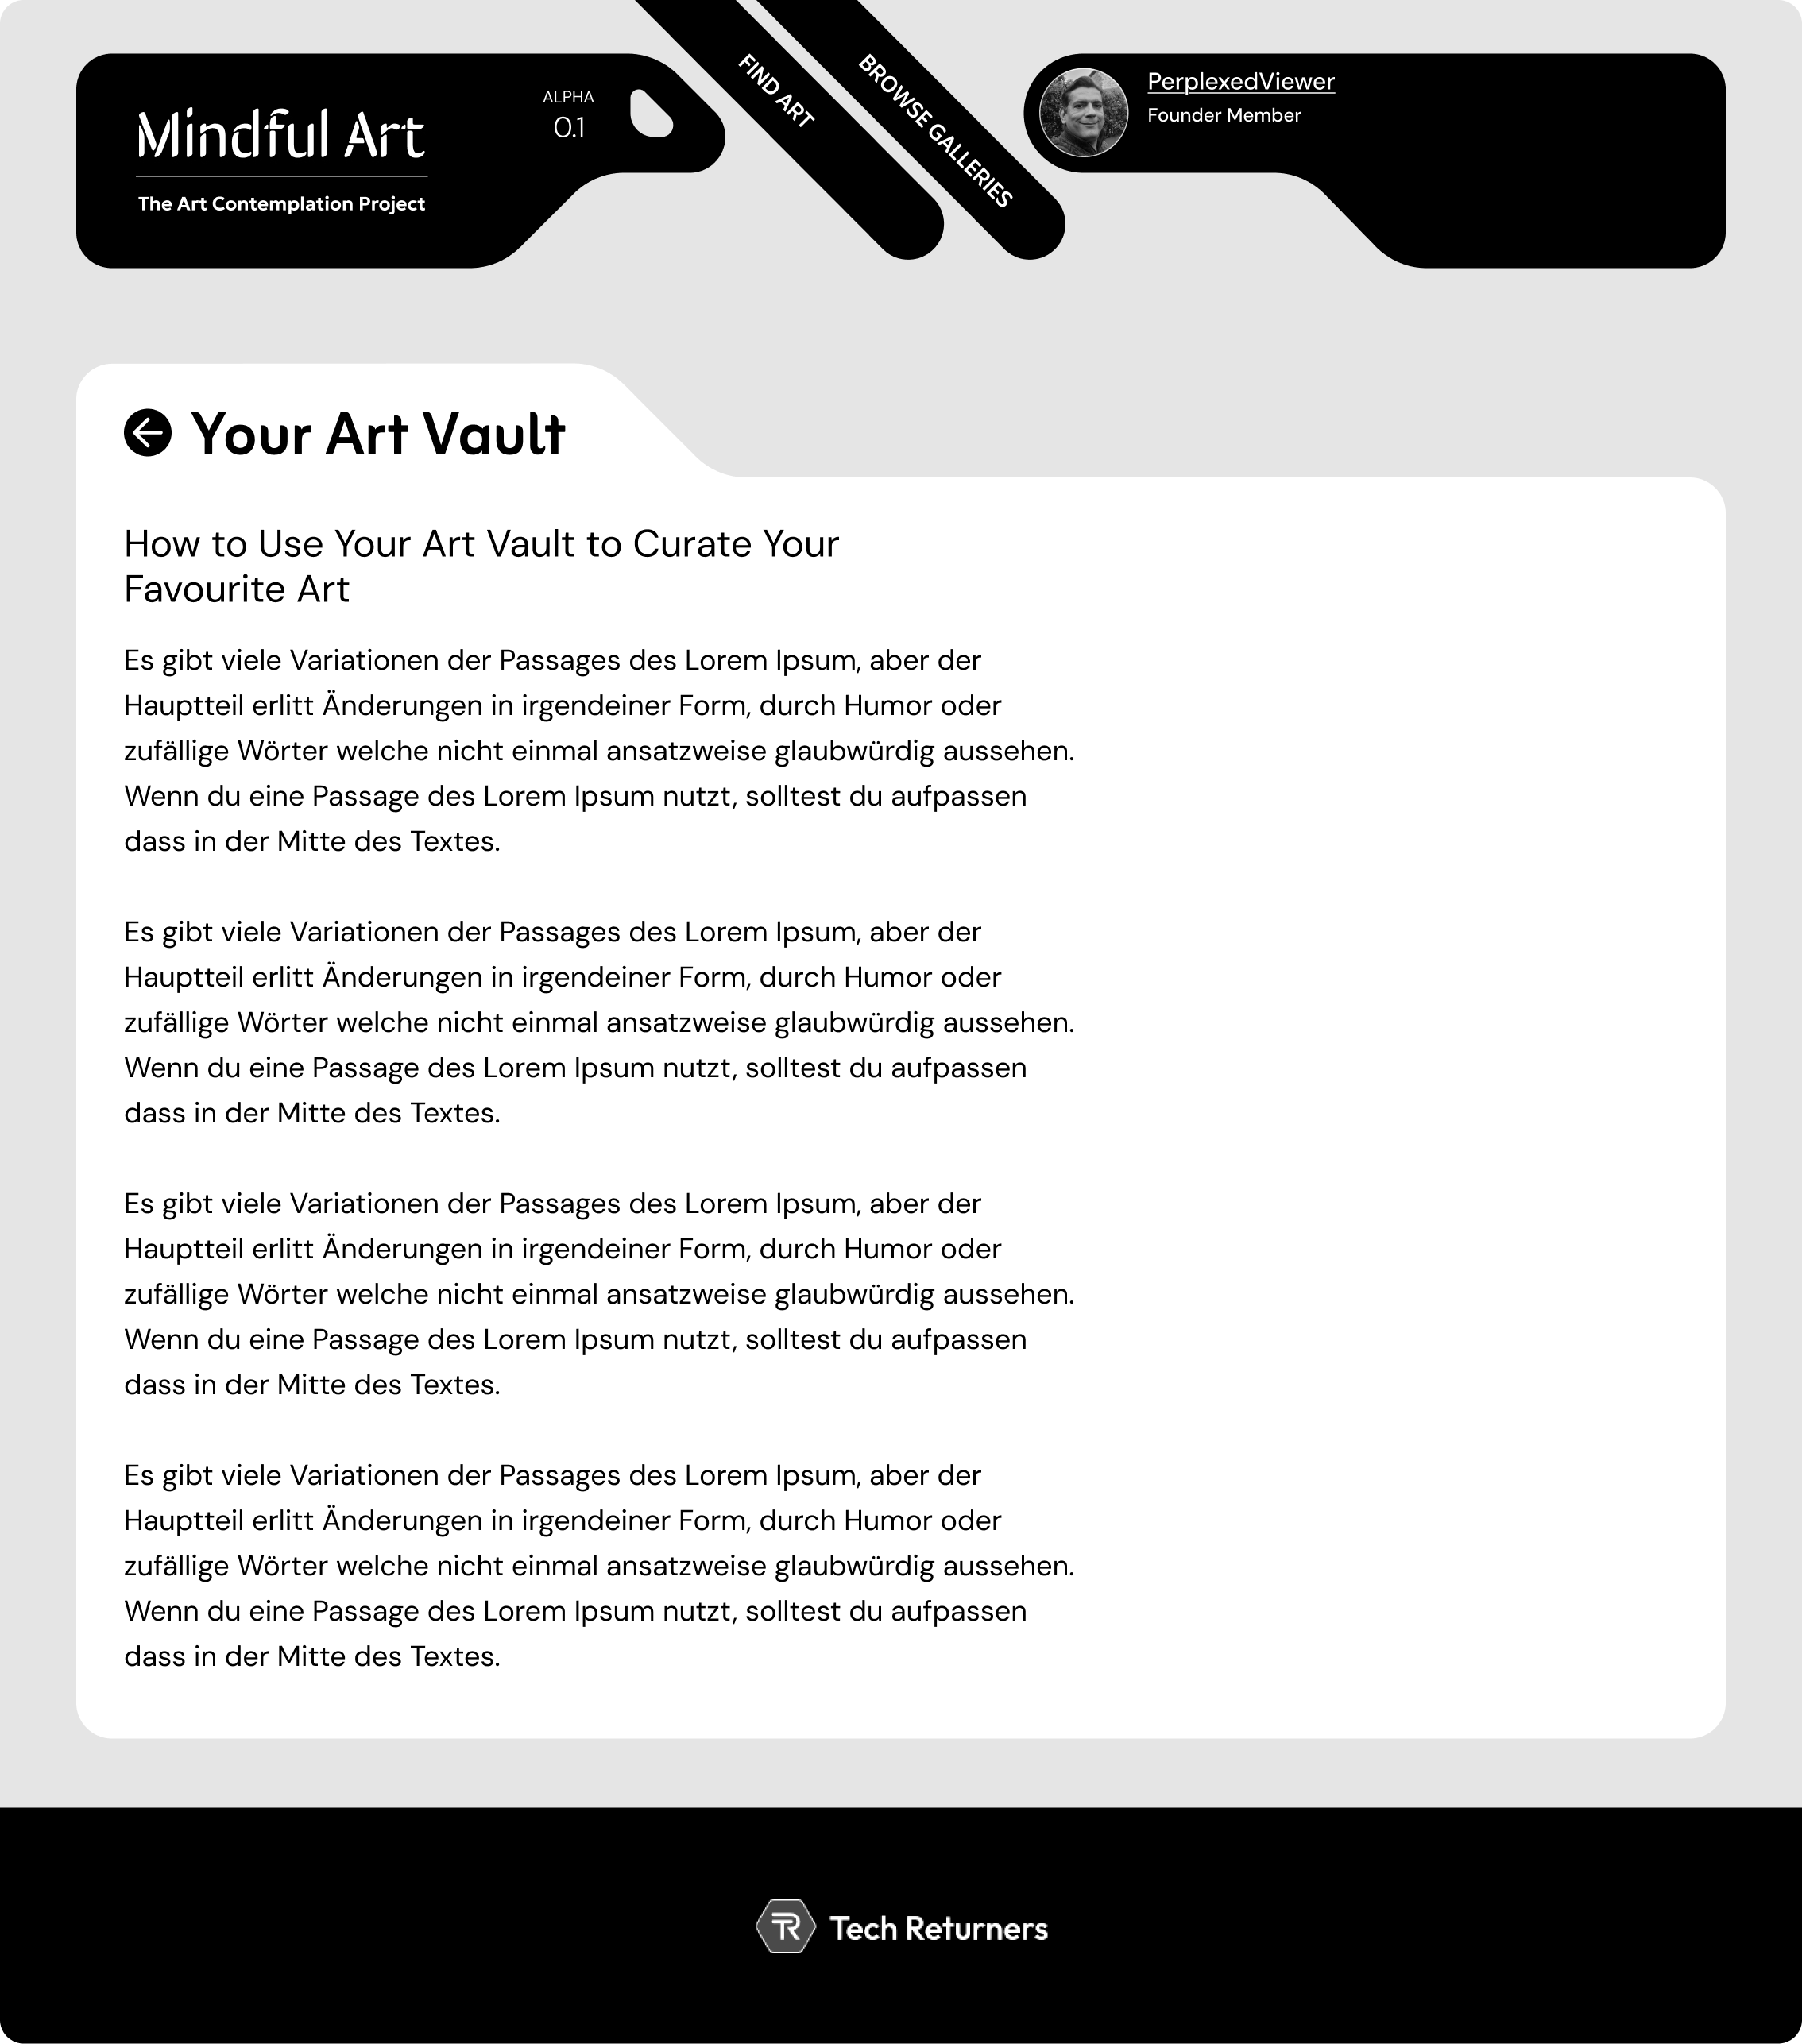 Mindful Art
The Art Contemplation Project
ALPHA
0.1
FIND ART
BROWSE GALLERIES
PerplexedViewer
Founder Member
Your Art Vault
How to Use Your Art Vault to Curate Your
Favourite Art
Es gibt viele Variationen der Passages des Lorem Ipsum, aber der
Hauptteil erlitt Änderungen in irgendeiner Form, durch Humor oder
zufällige Wörter welche nicht einmal ansatzweise glaubwürdig aussehen.
Wenn du eine Passage des Lorem Ipsum nutzt, solltest du aufpassen
dass in der Mitte des Textes.
Es gibt viele Variationen der Passages des Lorem Ipsum, aber der
Hauptteil erlitt Änderungen in irgendeiner Form, durch Humor oder
zufällige Wörter welche nicht einmal ansatzweise glaubwürdig aussehen.
Wenn du eine Passage des Lorem Ipsum nutzt, solltest du aufpassen
dass in der Mitte des Textes.
Es gibt viele Variationen der Passages des Lorem Ipsum, aber der
Hauptteil erlitt Änderungen in irgendeiner Form, durch Humor oder
zufällige Wörter welche nicht einmal ansatzweise glaubwürdig aussehen.
Wenn du eine Passage des Lorem Ipsum nutzt, solltest du aufpassen
dass in der Mitte des Textes.
Es gibt viele Variationen der Passages des Lorem Ipsum, aber der
Hauptteil erlitt Änderungen in irgendeiner Form, durch Humor oder
zufällige Wörter welche nicht einmal ansatzweise glaubwürdig aussehen.
Wenn du eine Passage des Lorem Ipsum nutzt, solltest du aufpassen
dass in der Mitte des Textes.
TR Tech Returners